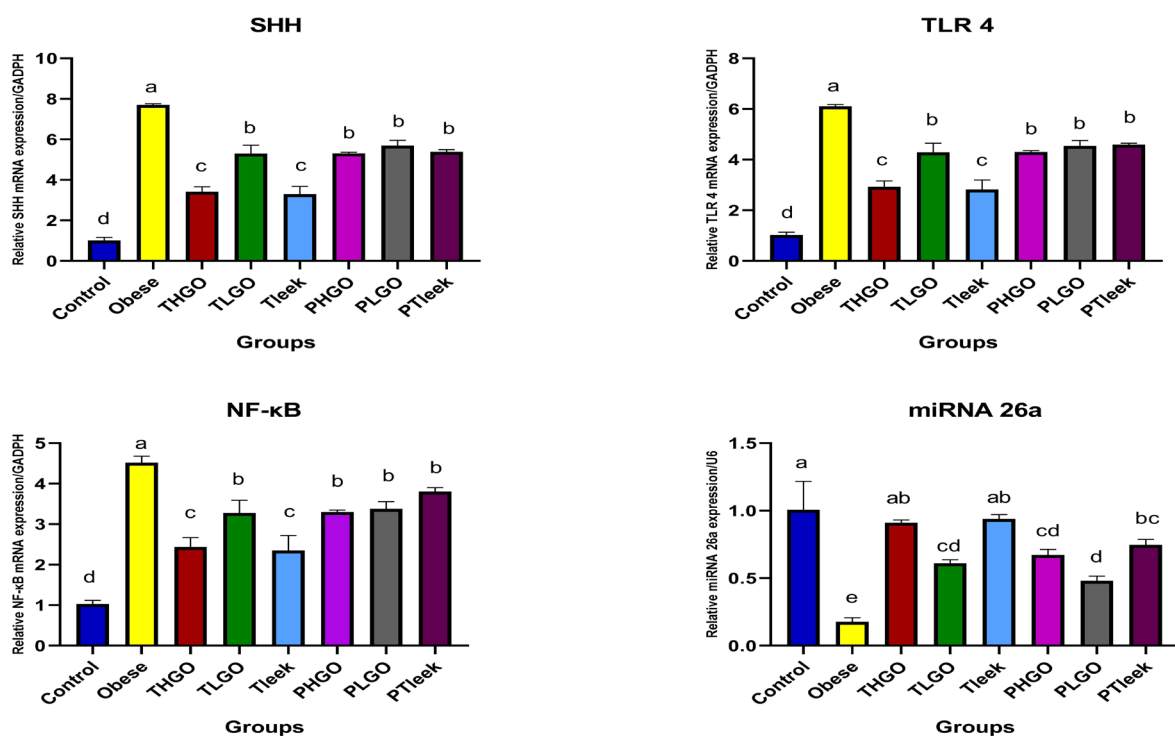 SHH
Relative SHH mRNA expression/GADPH
10
8
6
4
2
0
d
a
c
b
c
b
b
b
Control
Obese
THGO
TLGO
Tleek
PHGO
PLGO
PTleek
Groups
TLR 4
Relative TLR 4 mRNA expression/GADPH
8
6
4
2
0
d
a
c
b
c
b
b
b
Control
Obese
THGO
TLGO
Tleek
PHGO
PLGO
PTleek
Groups
NF-κB
Relative NF-κB mRNA expression/GADPH
5
4
3
2
1
0
d
a
c
b
c
b
b
b
Control
Obese
THGO
TLGO
Tleek
PHGO
PLGO
PTleek
Groups
miRNA 26a
Relative miRNA 26a expression/U6
1.5
1.0
0.5
0.0
a
e
ab
cd
ab
cd
d
bc
Control
Obese
THGO
TLGO
Tleek
PHGO
PLGO
PTleek
Groups